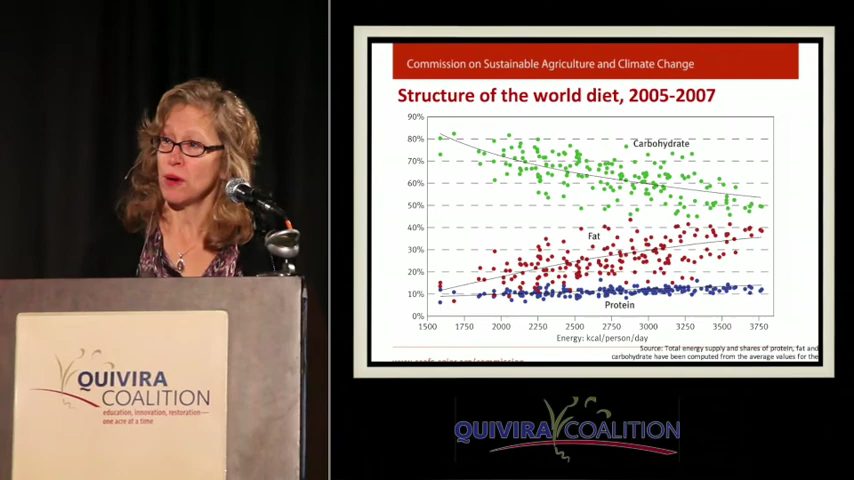 Commission on Sustainable Agriculture and Climate Change
Structure of the world diet, 2005-2007
90%
80%
70%
60%
50%
40%
30%
20%
10%
0%
Carbohydrate
Fat
Protein
1500 1750 2000 2250 2500 2750 3000 3250 3500 3750
Energy: kcal/person/day
Source: Total energy supply and shares of protein, fat and
carbohydrate have been computed from the average values for the
QUIVIRA
COALITION
education, innovation, restoration—
one acre at a time
QUIVIRA COALITION